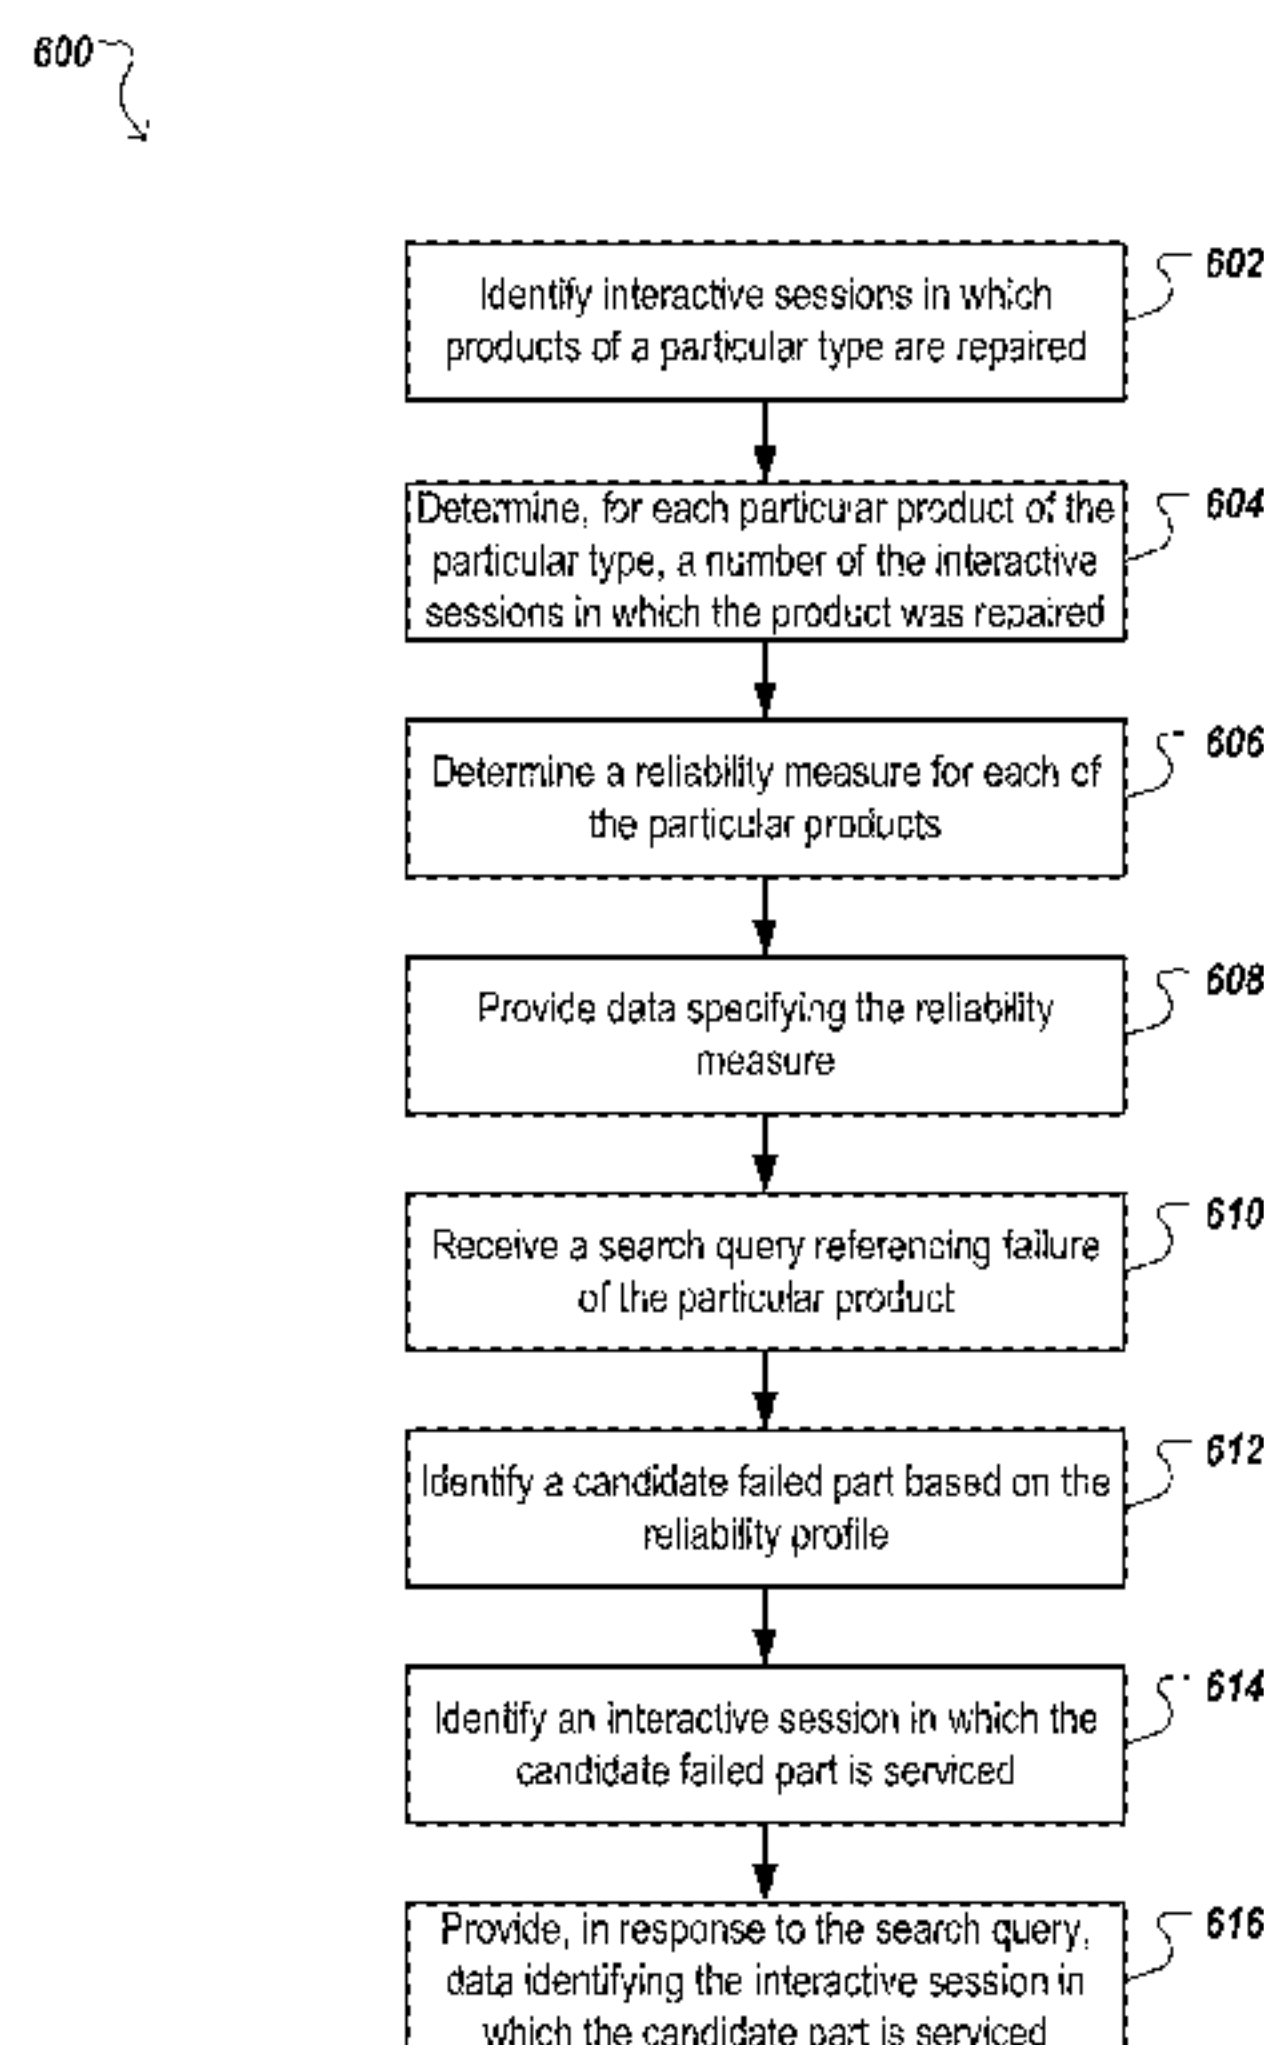 600
Identify interactive sessions in which
products of a particular type are repaired
602
Determine, for each particular product of the
particular type, a number of the interactive
sessions in which the product was repaired
604
Determine a reliability measure for each of
the particular products
606
Provide data specifying the reliability
measure
608
Receive a search query referencing failure
of the particular product
610
Identify a candidate failed part based on the
reliability profile
612
Identify an interactive session in which the
candidate failed part is serviced
614
Provide, in response to the search query,
data identifying the interactive session in
which the candidate part is serviced
616